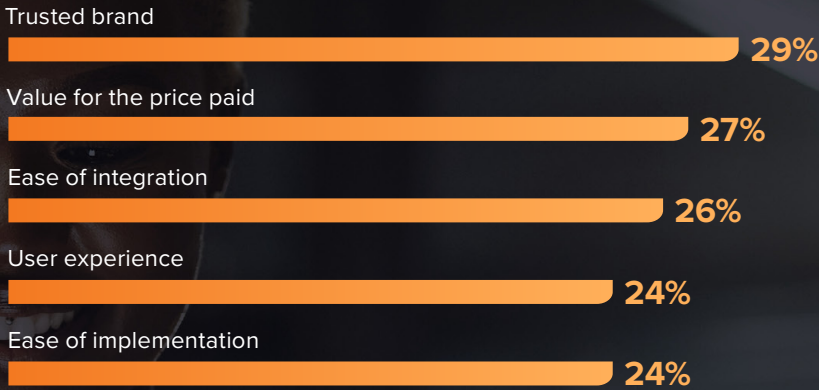 Trusted brand
29%
Value for the price paid
27%
Ease of integration
26%
User experience
24%
Ease of implementation
24%